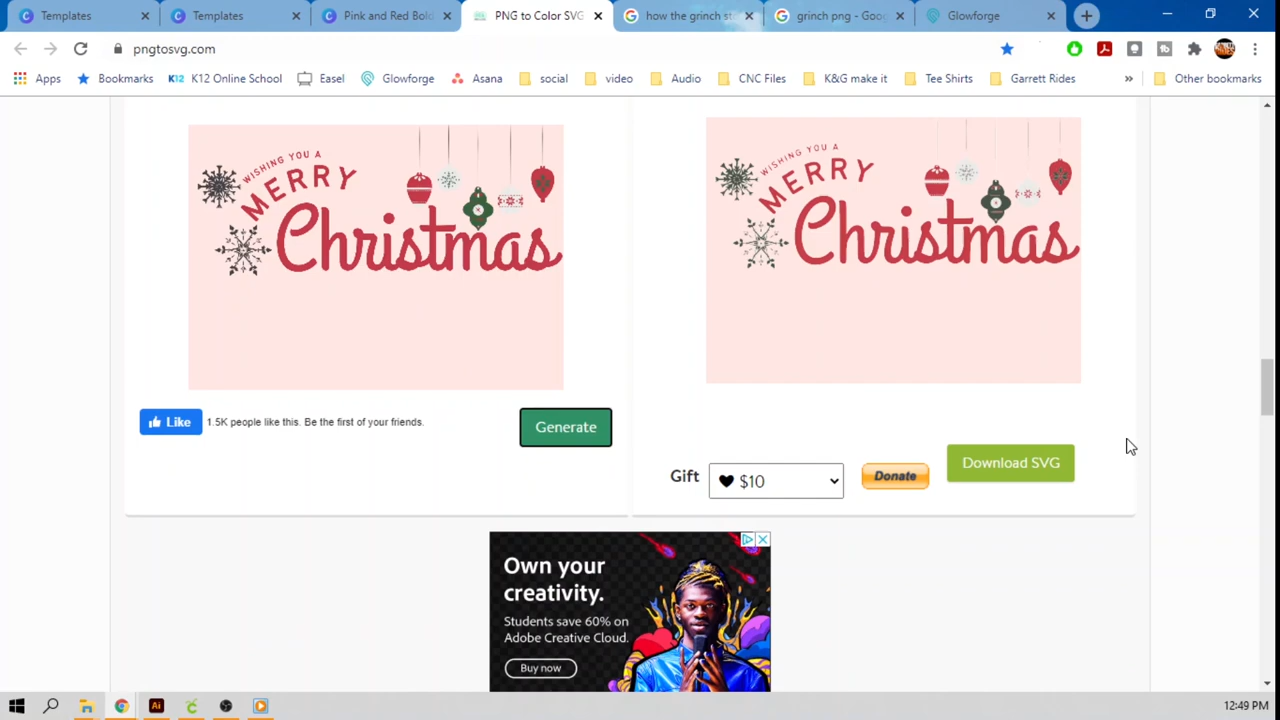 Templates
Templates
Pink and Red Bold
PNG to Color SVG
how the grinch st
grinch png - Goog
Glowforge
pngtosvg.com
Apps
Bookmarks
K12 K12 Online School
Easel
Glowforge
Asana
social
video
Audio
CNC Files
K&G make it
Tee Shirts
Garrett Rides
»
Other bookmarks
WISHING YOU A
MERRY
Christmas
WISHING YOU A
MERRY
Christmas
Like
1.5K people like this. Be the first of your friends.
Generate
Gift
$10
Donate
Download SVG
Own your
creativity.
Students save 60% on
Adobe Creative Cloud.
Buy now
Ai
12:49 PM